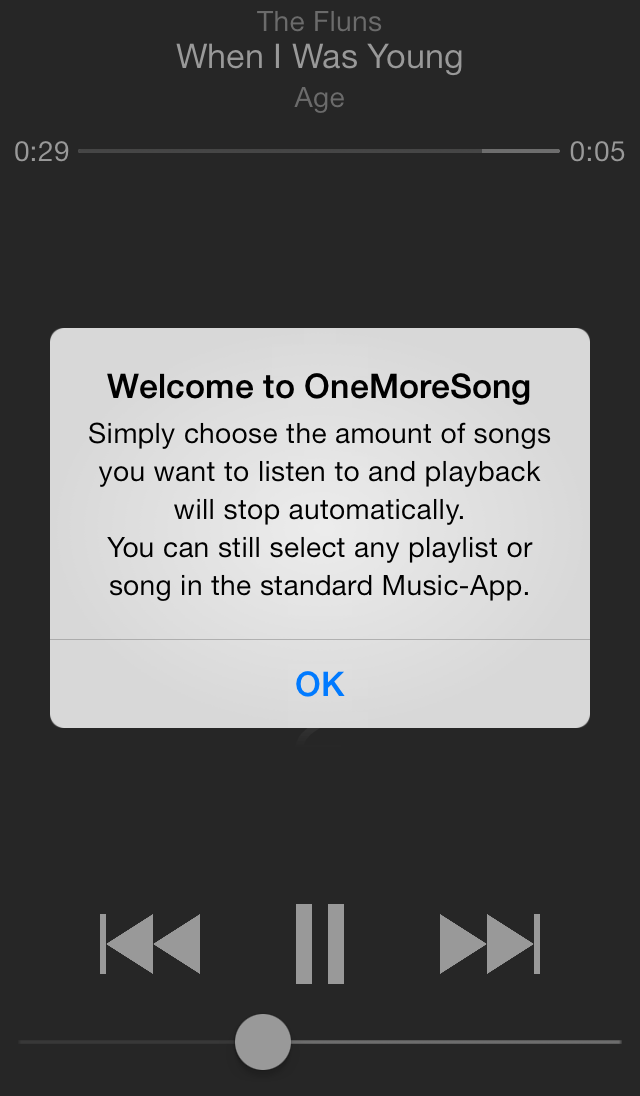 The Fluns
When I Was Young
Age
0:29 0:05
Welcome to OneMoreSong
Simply choose the amount of songs
you want to listen to and playback
will stop automatically.
You can still select any playlist or
song in the standard Music-App.
OK